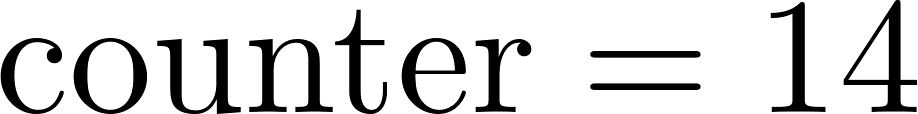 counter = 14